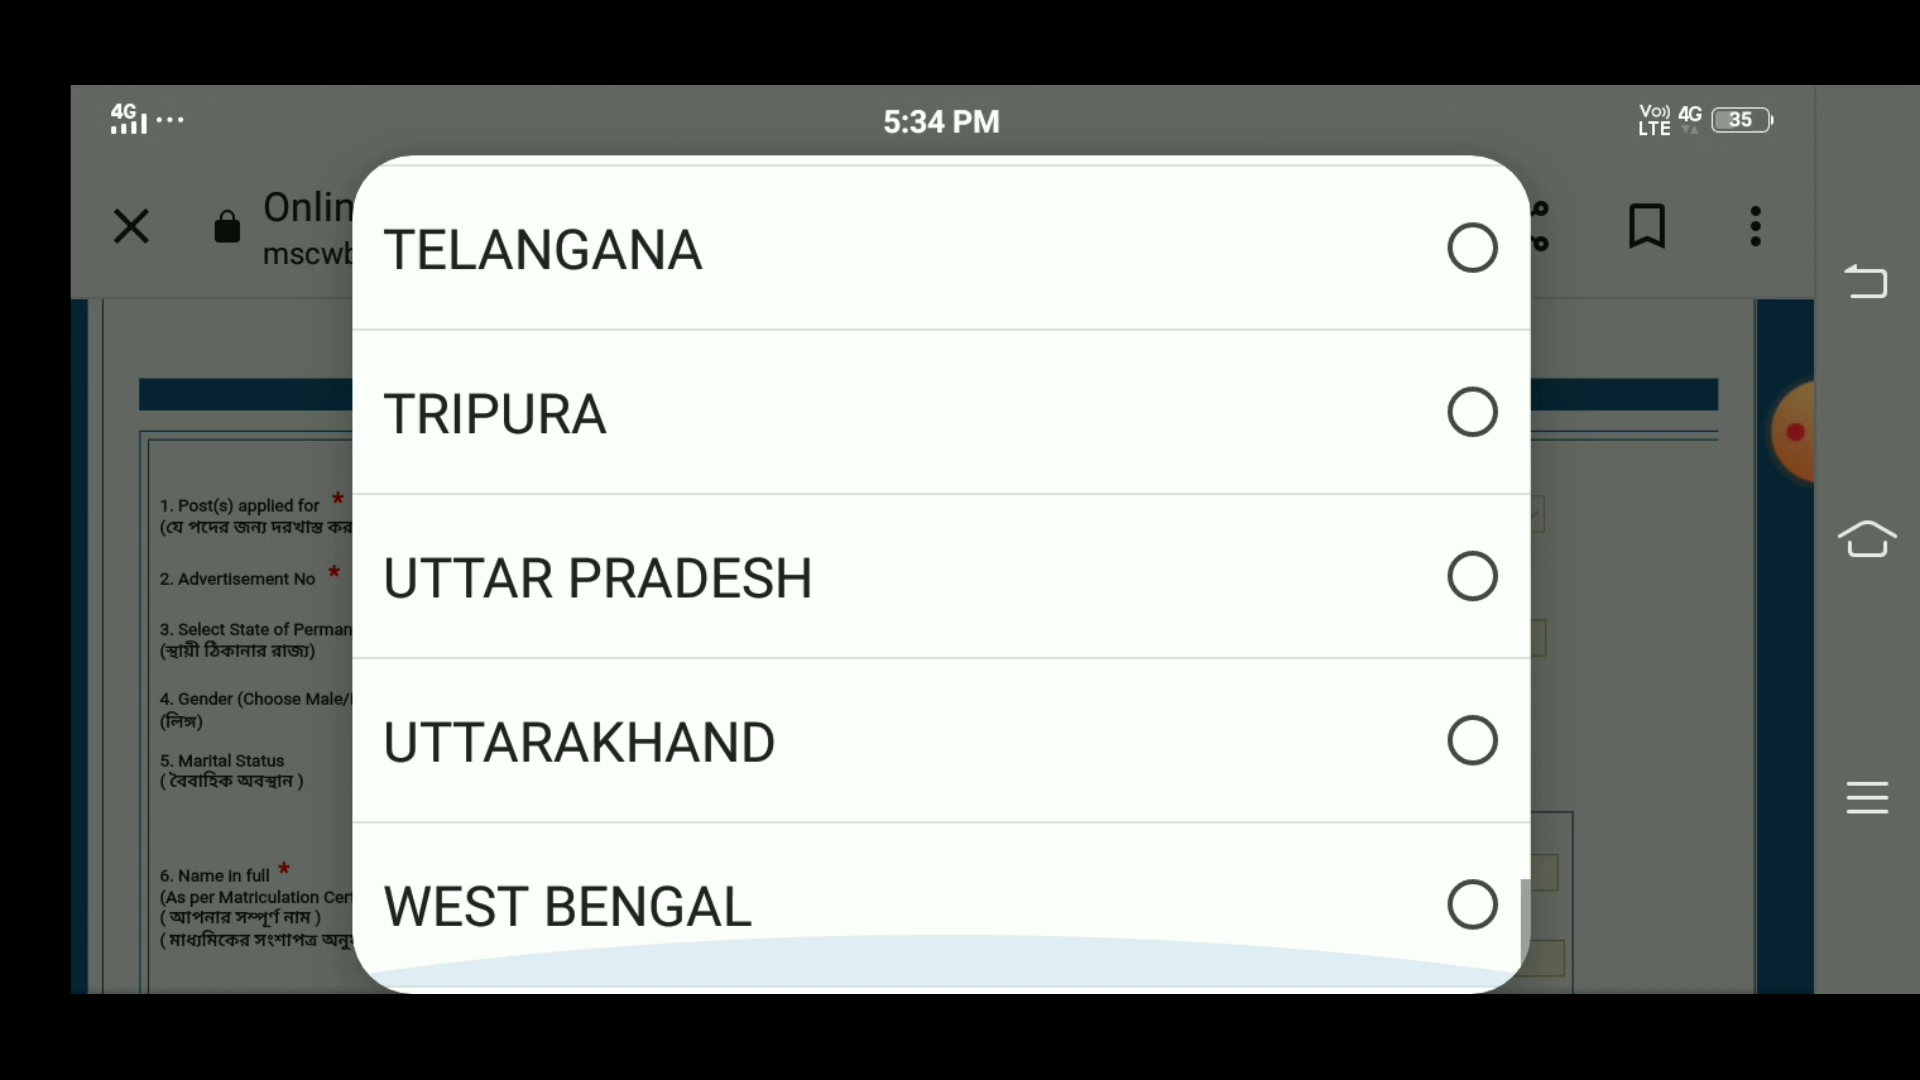 4G
5:34 PM
Vo)) LTE 4G 35
Onlin
mscwb
TELANGANA
TRIPURA
UTTAR PRADESH
UTTARAKHAND
WEST BENGAL
1. Post(s) applied for *
(যে পদের জন্য দরখাস্ত কর
2. Advertisement No *
3. Select State of Perman
(স্থায়ী ঠিকানার রাজ্য)
4. Gender (Choose Male/
(লিঙ্গ)
5. Marital Status
( বৈবাহিক অবস্থান )
6. Name in full *
(As per Matriculation Cert
( আপনার সম্পূর্ণ নাম )
( মাধ্যমিকের সংশাপত্র অনু